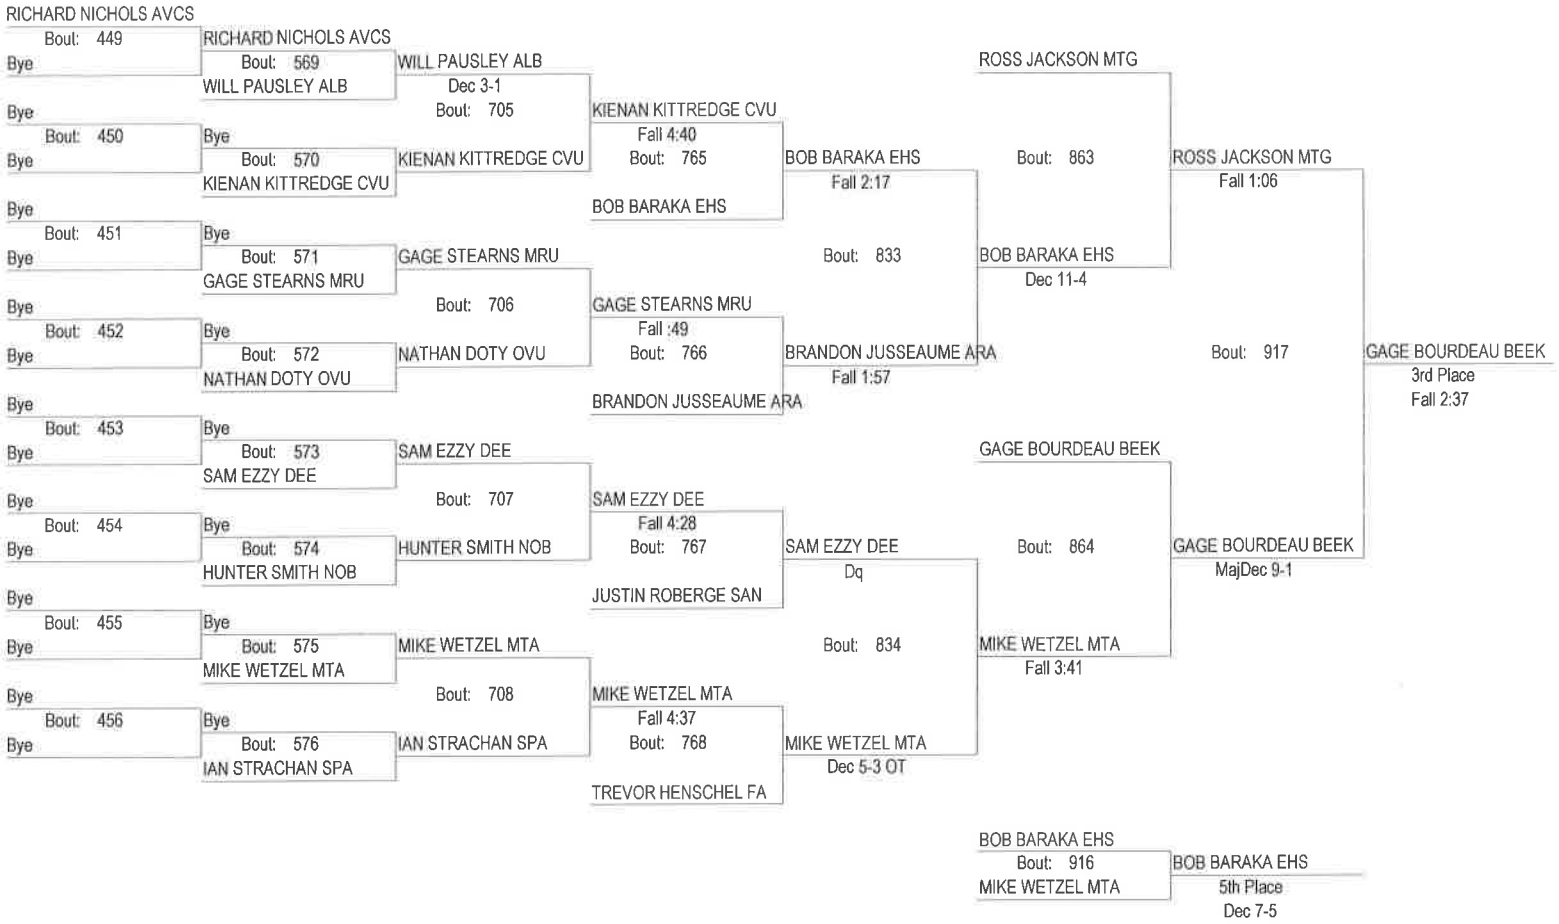 RICHARD NICHOLS AVCS
Bout: 449
Bye
Bye
Bout: 450
Bye
Bye
Bout: 451
Bye
Bye
Bout: 452
Bye
Bye
Bout: 453
Bye
Bye
Bout: 454
Bye
Bye
Bout: 455
Bye
Bye
Bout: 456
Bye
RICHARD NICHOLS AVCS
Bout: 569
WILL PAUSLEY ALB
Bye
Bout: 570
KIENAN KITTREDGE CVU
Bye
Bout: 571
GAGE STEARNS MRU
Bye
Bout: 572
NATHAN DOTY OVU
Bye
Bout: 573
SAM EZZY DEE
Bye
Bout: 574
HUNTER SMITH NOB
Bye
Bout: 575
MIKE WETZEL MTA
Bye
Bout: 576
IAN STRACHAN SPA
WILL PAUSLEY ALB
Dec 3-1
Bout: 705
KIENAN KITTREDGE CVU
GAGE STEARNS MRU
Bout: 706
NATHAN DOTY OVU
SAM EZZY DEE
Bout: 707
HUNTER SMITH NOB
MIKE WETZEL MTA
Bout: 708
IAN STRACHAN SPA
KIENAN KITTREDGE CVU
Fall 4:40
Bout: 765
BOB BARAKA EHS
GAGE STEARNS MRU
Fall :49
Bout: 766
BRANDON JUSSEAUME ARA
SAM EZZY DEE
Fall 4:28
Bout: 767
JUSTIN ROBERGE SAN
MIKE WETZEL MTA
Fall 4:37
Bout: 768
TREVOR HENSCHEL FA
BOB BARAKA EHS
Fall 2:17
Bout: 833
BRANDON JUSSEAUME ARA
Fall 1:57
SAM EZZY DEE
Dq
Bout: 834
MIKE WETZEL MTA
Dec 5-3 OT
ROSS JACKSON MTG
Bout: 863
BOB BARAKA EHS
Dec 11-4
GAGE BOURDEAU BEEK
Bout: 864
MIKE WETZEL MTA
Fall 3:41
ROSS JACKSON MTG
Fall 1:06
Bout: 917
GAGE BOURDEAU BEEK
MajDec 9-1
GAGE BOURDEAU BEEK
3rd Place
Fall 2:37
BOB BARAKA EHS
Bout: 916
MIKE WETZEL MTA
BOB BARAKA EHS
5th Place
Dec 7-5